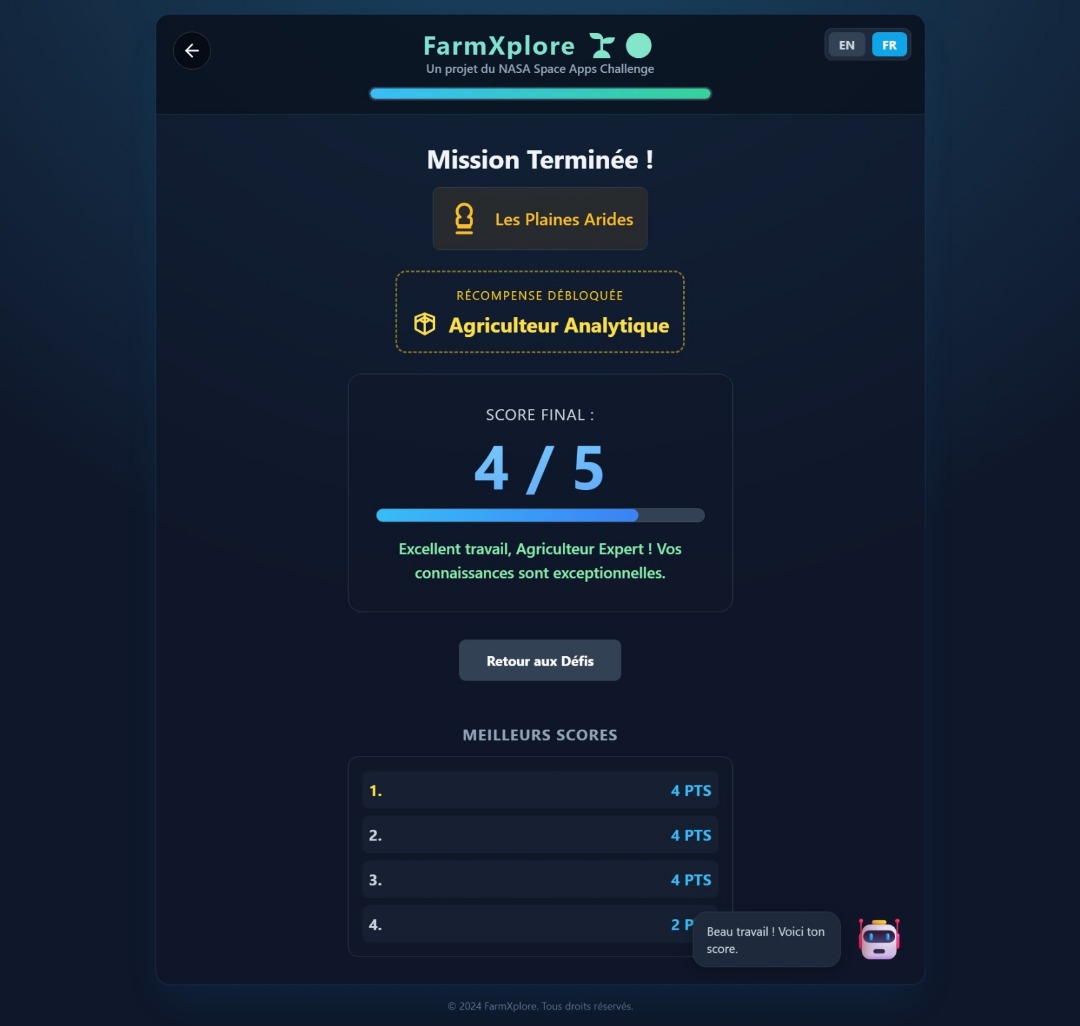 FarmXplore
Un projet du NASA Space Apps Challenge
EN FR
Mission Terminée !
Les Plaines Arides
RÉCOMPENSE DÉBLOQUÉE
Agriculteur Analytique
SCORE FINAL :
4 / 5
Excellent travail, Agriculteur Expert ! Vos
connaissances sont exceptionnelles.
Retour aux Défis
MEILLEURS SCORES
1. 4 PTS
2. 4 PTS
3. 4 PTS
4. 2 P
Beau travail ! Voici ton
score.
© 2024 FarmXplore. Tous droits réservés.